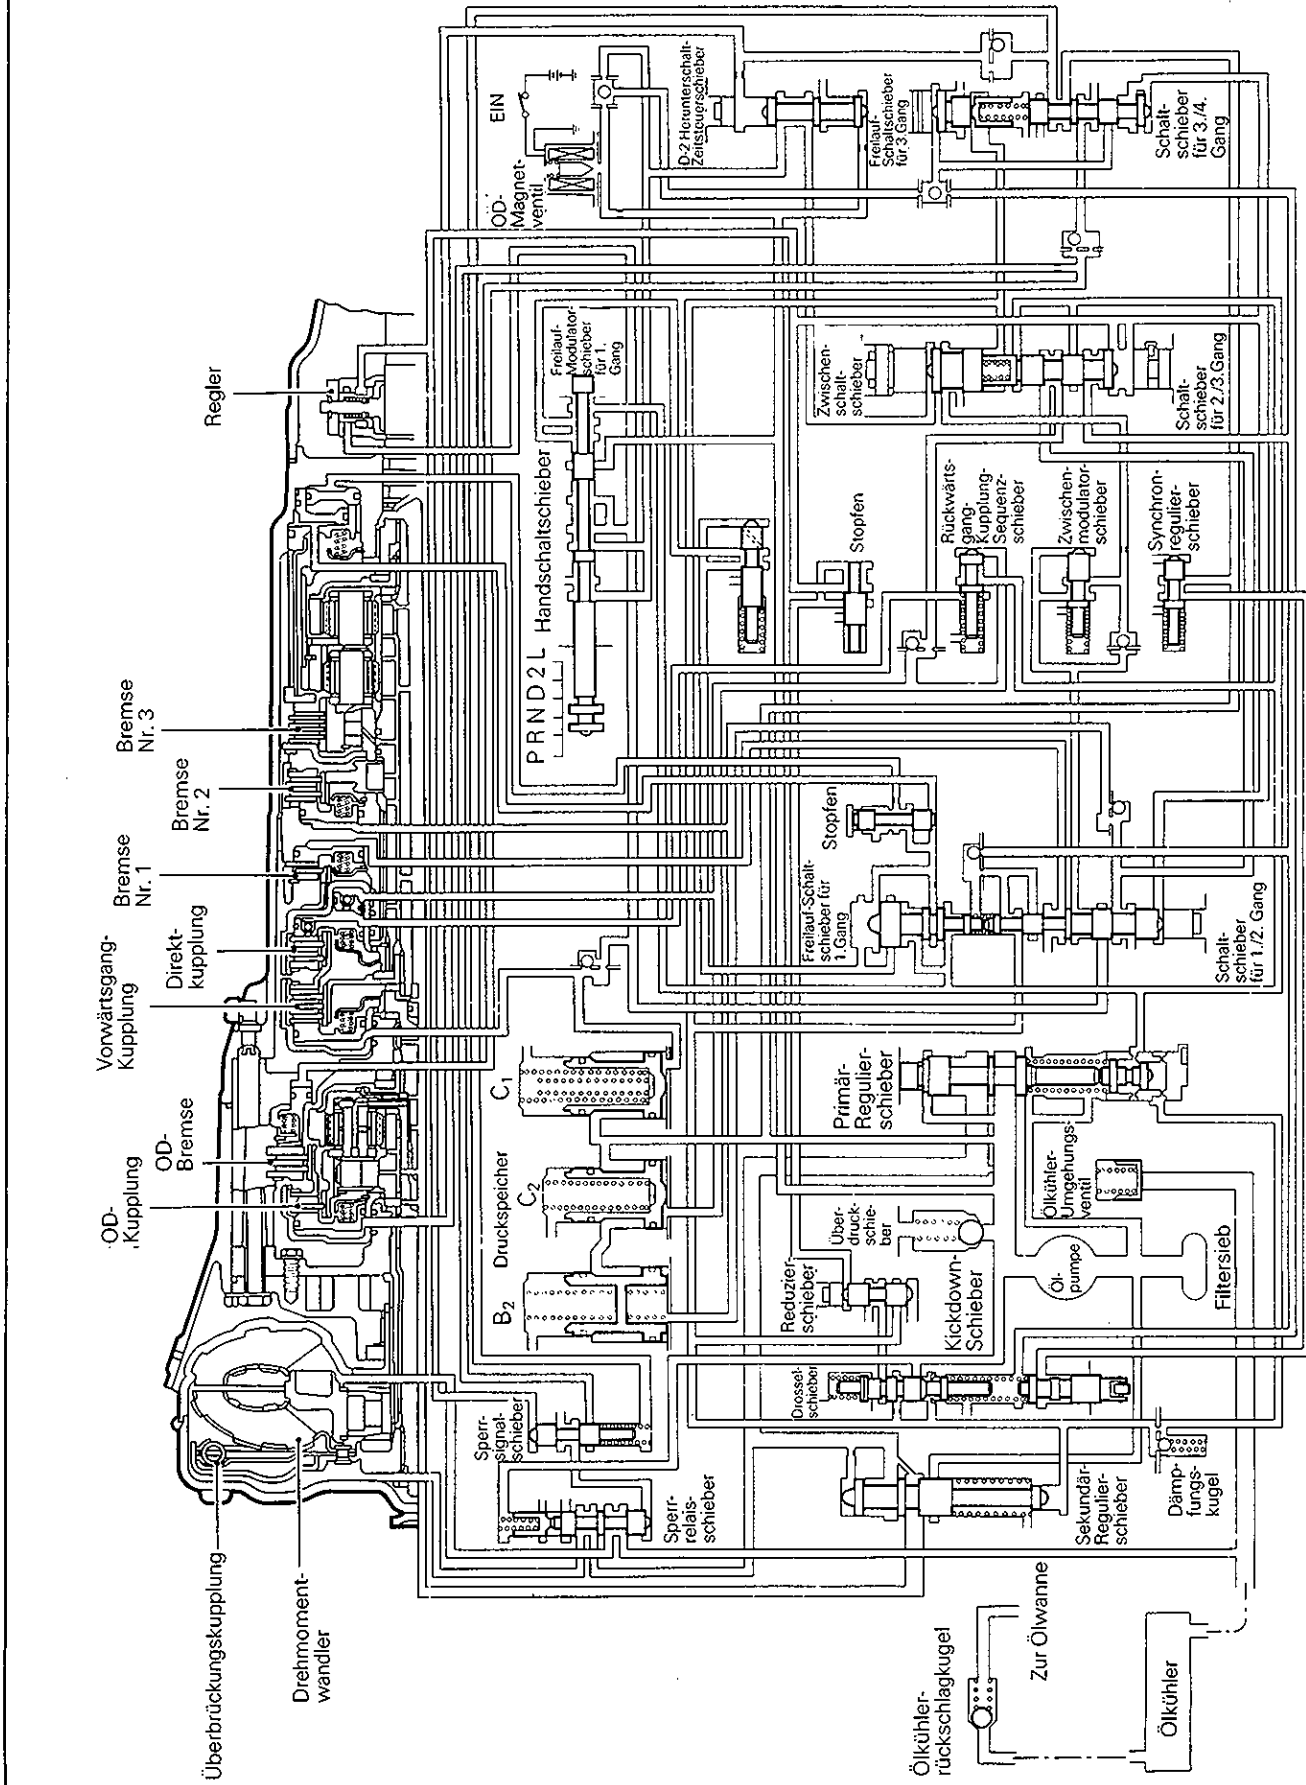 Überbrückungskupplung
Drehmoment-
wandler
OD-
Kupplung
OD-
Bremse
Vorwärtsgang-
Kupplung
Direkt-
kupplung
Bremse
Nr. 1
Bremse
Nr. 2
Bremse
Nr. 3
Regler
Sperr-
signal-
schieber
Sperr-
relais-
schieber
Druckspeicher
B2
C2
C1
P R N D 2 L
Handschaltschieber
Freilauf-
Modulator-
schieber
für 1.
Gang
OD-
Magnet-
ventil
EIN
D-2 Herunterschalt-
Zeitsteuerschieber
Freilauf-
Schaltschieber
für 3.Gang
Schalt-
schieber
für 3./4.
Gang
Zwischen-
schalt-
schieber
Schalt-
schieber
für 2./3.Gang
Stopfen
Rückwärts-
gang-
Kupplung-
Sequenz-
schieber
Zwischen-
modulator-
schieber
Synchron-
regulier-
schieber
Stopfen
Freilauf-Schalt-
schieber für
1.Gang
Schalt-
schieber
für 1./2. Gang
Primär-
Regulier-
schieber
Ölkühler-
Umgehungs-
ventil
Über-
druck-
schie-
ber
Reduzier-
schieber
Kickdown-
Schieber
Öl-
pumpe
Filtersieb
Drossel-
schieber
Sekundär-
Regulier-
schieber
Dämp-
fungs-
kugel
Ölkühler-
rückschlagkugel
Zur Ölwanne
Ölkühler